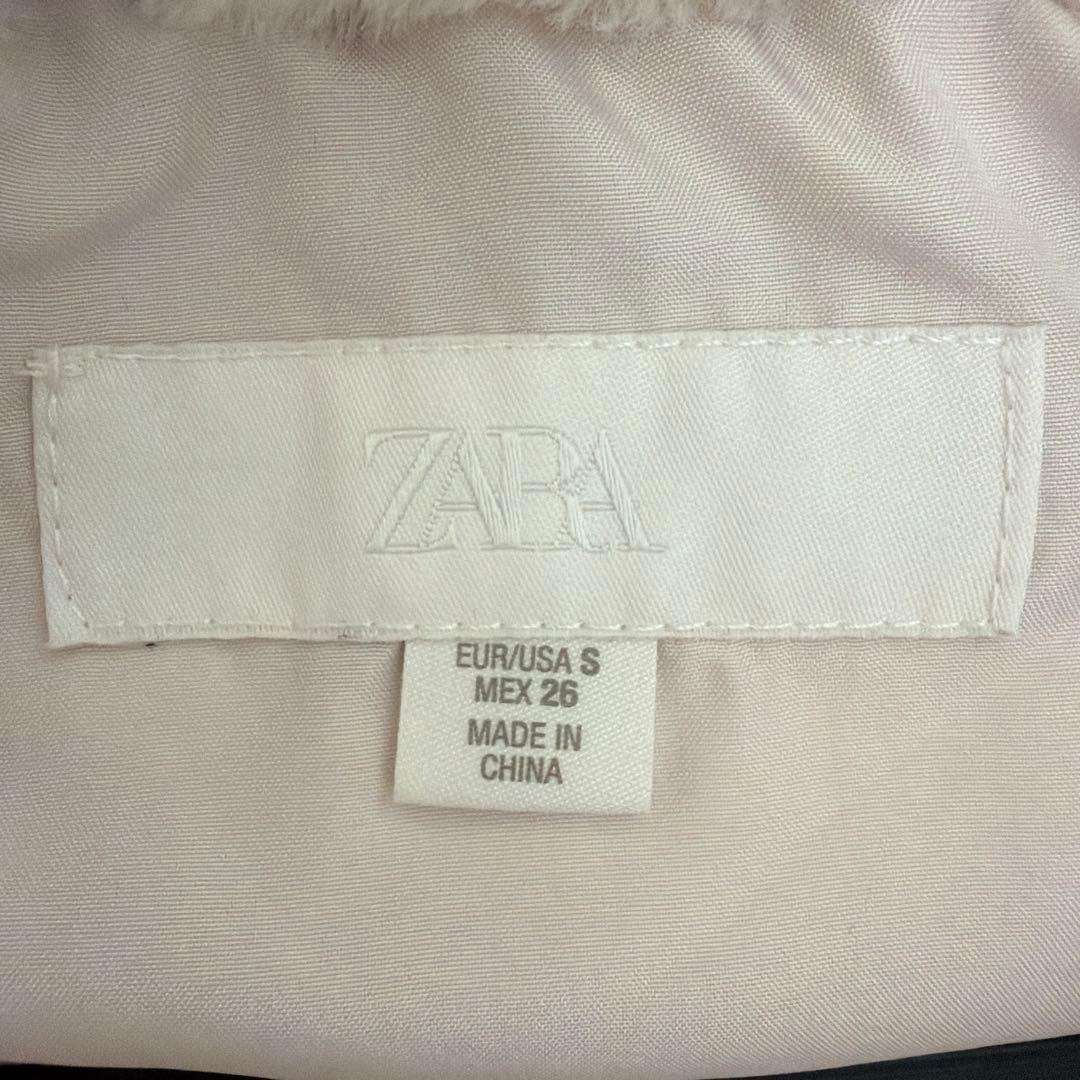 ZARA
EUR/USA S
MEX 26
MADE IN
CHINA